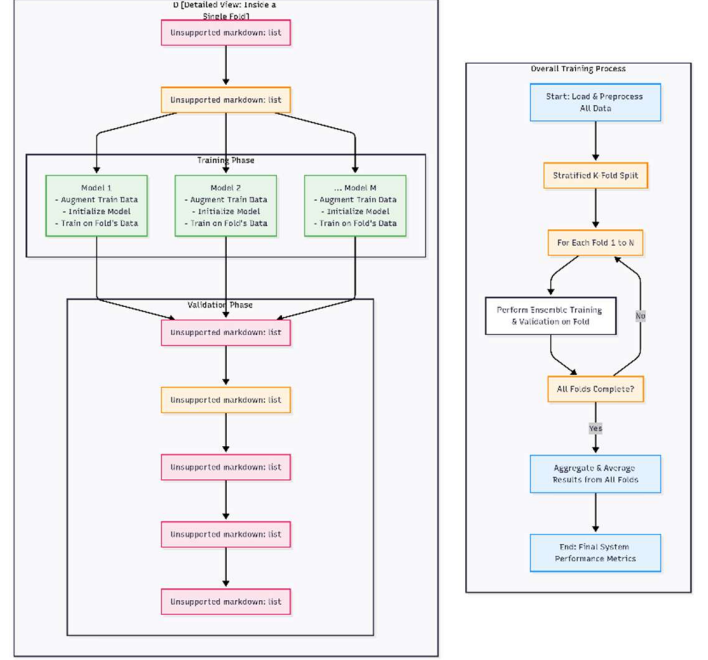 D [Detailed View: Inside a
Single Fold]
Unsupported markdown: list
Unsupported markdown: list
Training Phase
Model 1
- Augment Train Data
- Initialize Model
- Train on Fold's Data
Model 2
- Augment Train Data
- Initialize Model
- Train on Fold's Data
... Model M
- Augment Train Data
- Initialize Model
- Train on Fold's Data
Validation Phase
Unsupported markdown: list
Unsupported markdown: list
Unsupported markdown: list
Unsupported markdown: list
Unsupported markdown: list
Overall Training Process
Start: Load & Preprocess
All Data
Stratified K-Fold Split
For Each Fold 1 to N
Perform Ensemble Training
& Validation on Fold
No
All Folds Complete?
Yes
Aggregate & Average
Results from All Folds
End: Final System
Performance Metrics